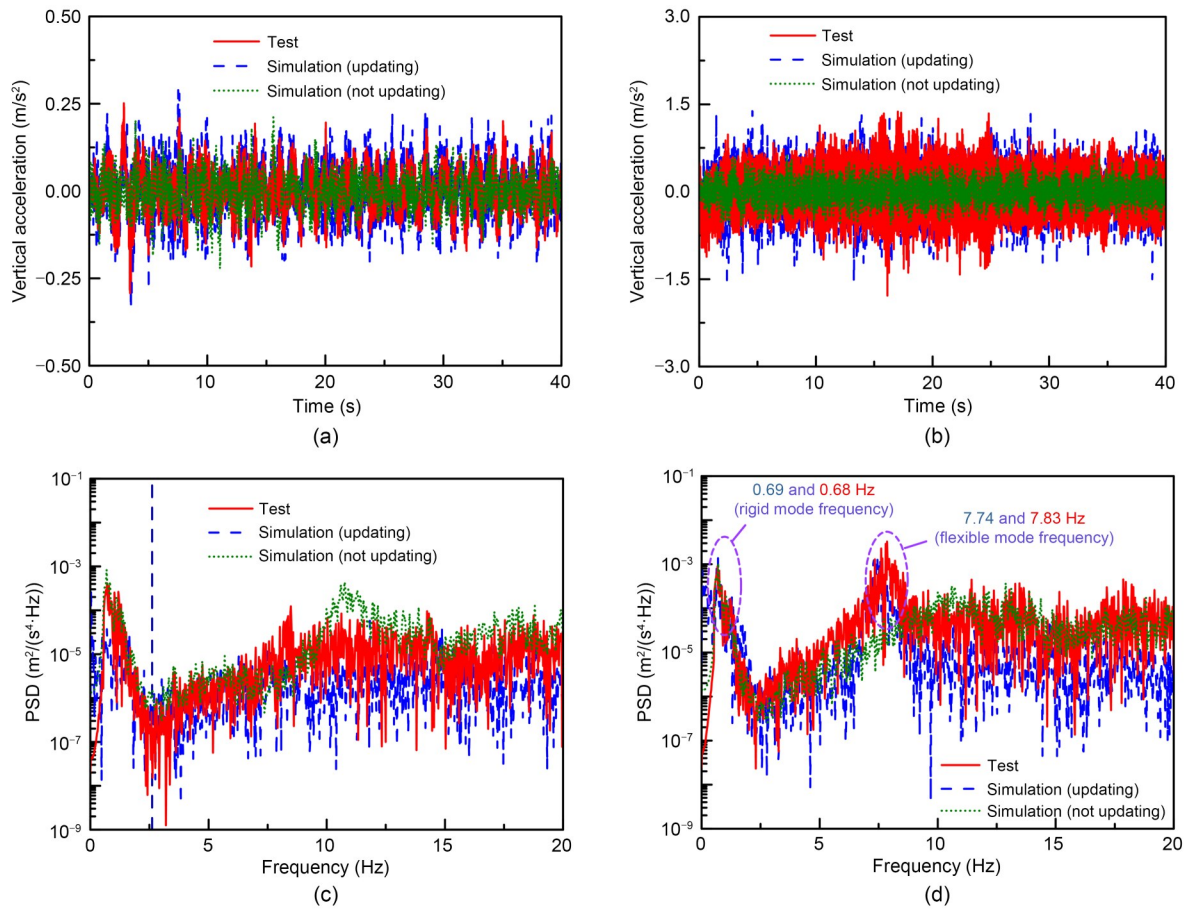 0.50
0.25
0.00
−0.25
−0.50
Vertical acceleration (m/s²)
Test
Simulation (updating)
Simulation (not updating)
0
10
20
30
40
Time (s)
(a)
3.0
1.5
0.0
−1.5
−3.0
Vertical acceleration (m/s²)
Test
Simulation (updating)
Simulation (not updating)
0
10
20
30
40
Time (s)
(b)
10⁻¹
10⁻³
10⁻⁵
10⁻⁷
10⁻⁹
PSD (m²/(s⁴·Hz))
Test
Simulation (updating)
Simulation (not updating)
0
5
10
15
20
Frequency (Hz)
(c)
10⁻¹
10⁻³
10⁻⁵
10⁻⁷
10⁻⁹
PSD (m²/(s⁴·Hz))
0.69 and 0.68 Hz
(rigid mode frequency)
7.74 and 7.83 Hz
(flexible mode frequency)
Test
Simulation (updating)
Simulation (not updating)
0
5
10
15
20
Frequency (Hz)
(d)